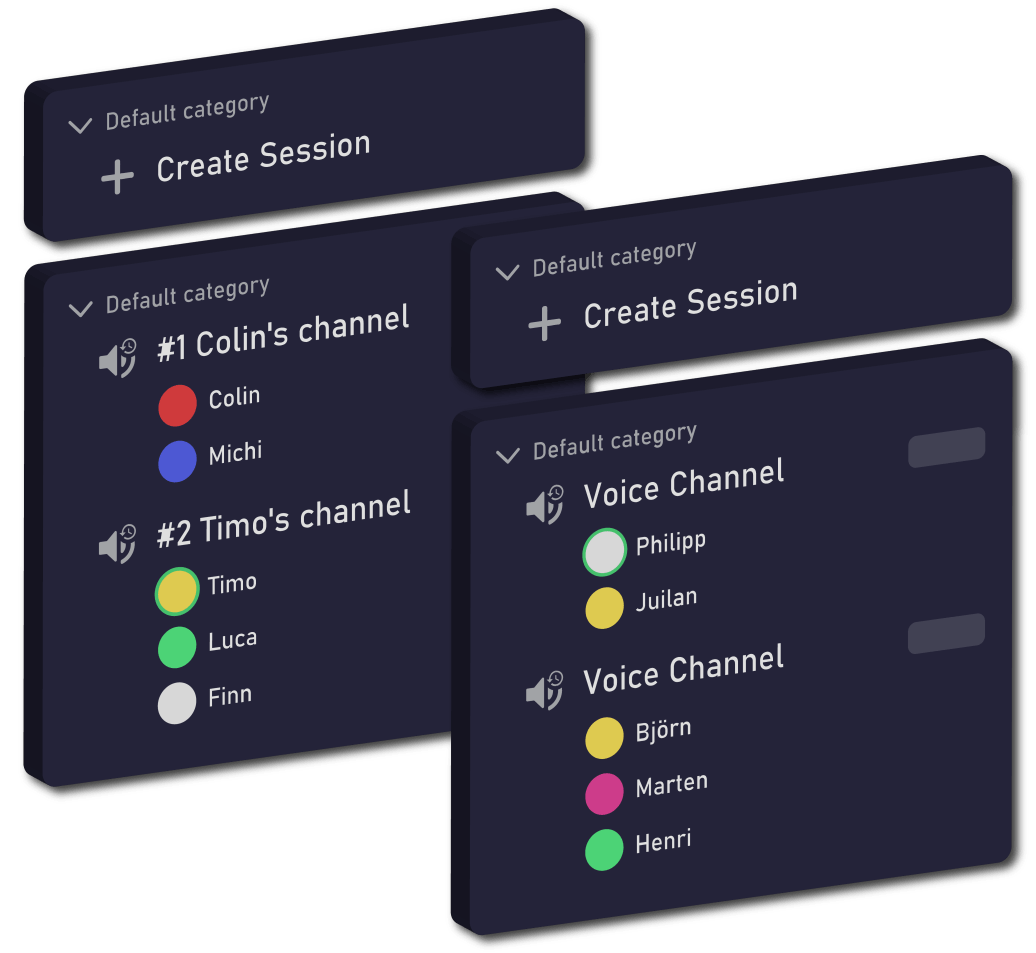 Default category
Create Session
Default category
#1 Colin's channel
Colin
Michi
#2 Timo's channel
Timo
Luca
Finn
Default category
Create Session
Default category
Voice Channel
Philipp
Juilan
Voice Channel
Björn
Marten
Henri